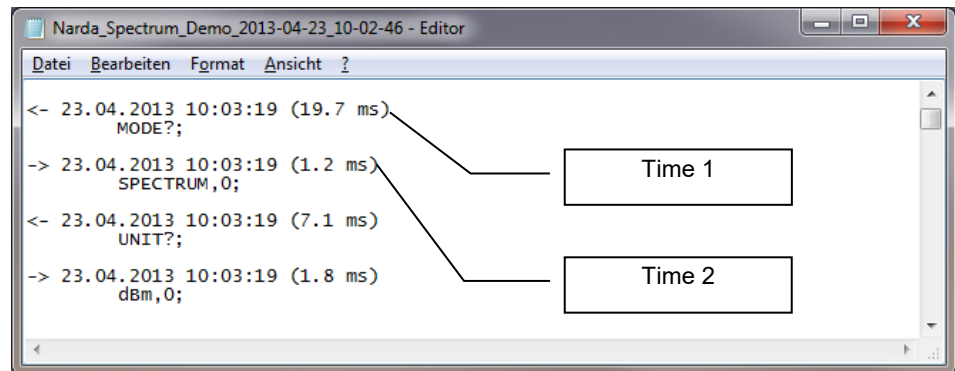 Narda_Spectrum_Demo_2013-04-23_10-02-46 - Editor
Datei Bearbeiten Format Ansicht ?
<- 23.04.2013 10:03:19 (19.7 ms)
MODE?;
-> 23.04.2013 10:03:19 (1.2 ms)
SPECTRUM,0;
<- 23.04.2013 10:03:19 (7.1 ms)
UNIT?;
-> 23.04.2013 10:03:19 (1.8 ms)
dBm,0;
Time 1
Time 2